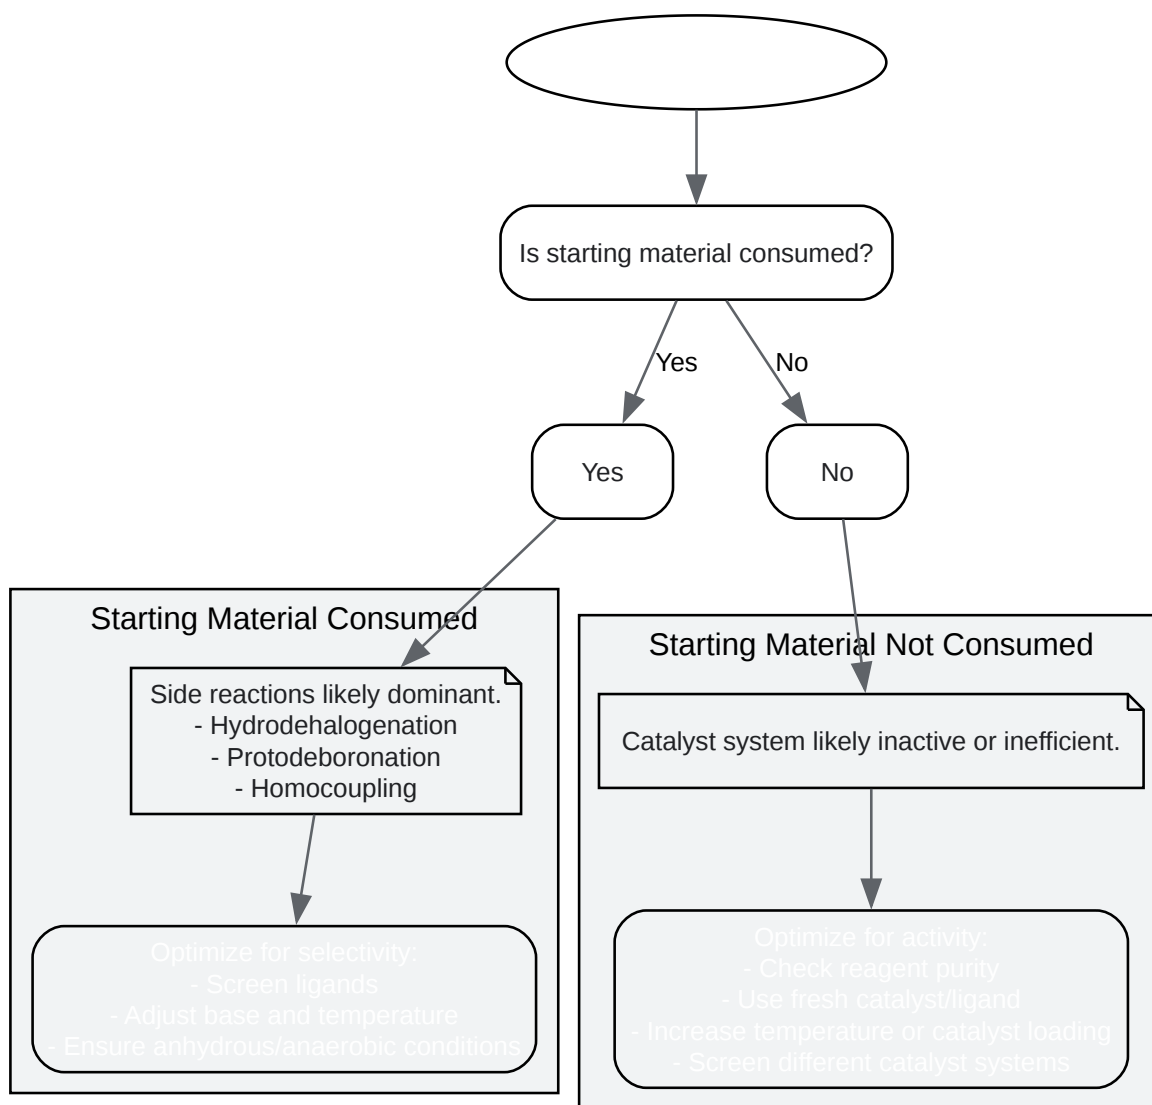 Is starting material consumed?
Yes
No
Yes
No
Starting Material Consumed
Side reactions likely dominant.
- Hydrodehalogenation
- Protodeboronation
- Homocoupling
Optimize for selectivity:
- Screen ligands
- Adjust base and temperature
- Ensure anhydrous/anaerobic conditions
Starting Material Not Consumed
Catalyst system likely inactive or inefficient.
Optimize for activity:
- Check reagent purity
- Use fresh catalyst/ligand
- Increase temperature or catalyst loading
- Screen different catalyst systems